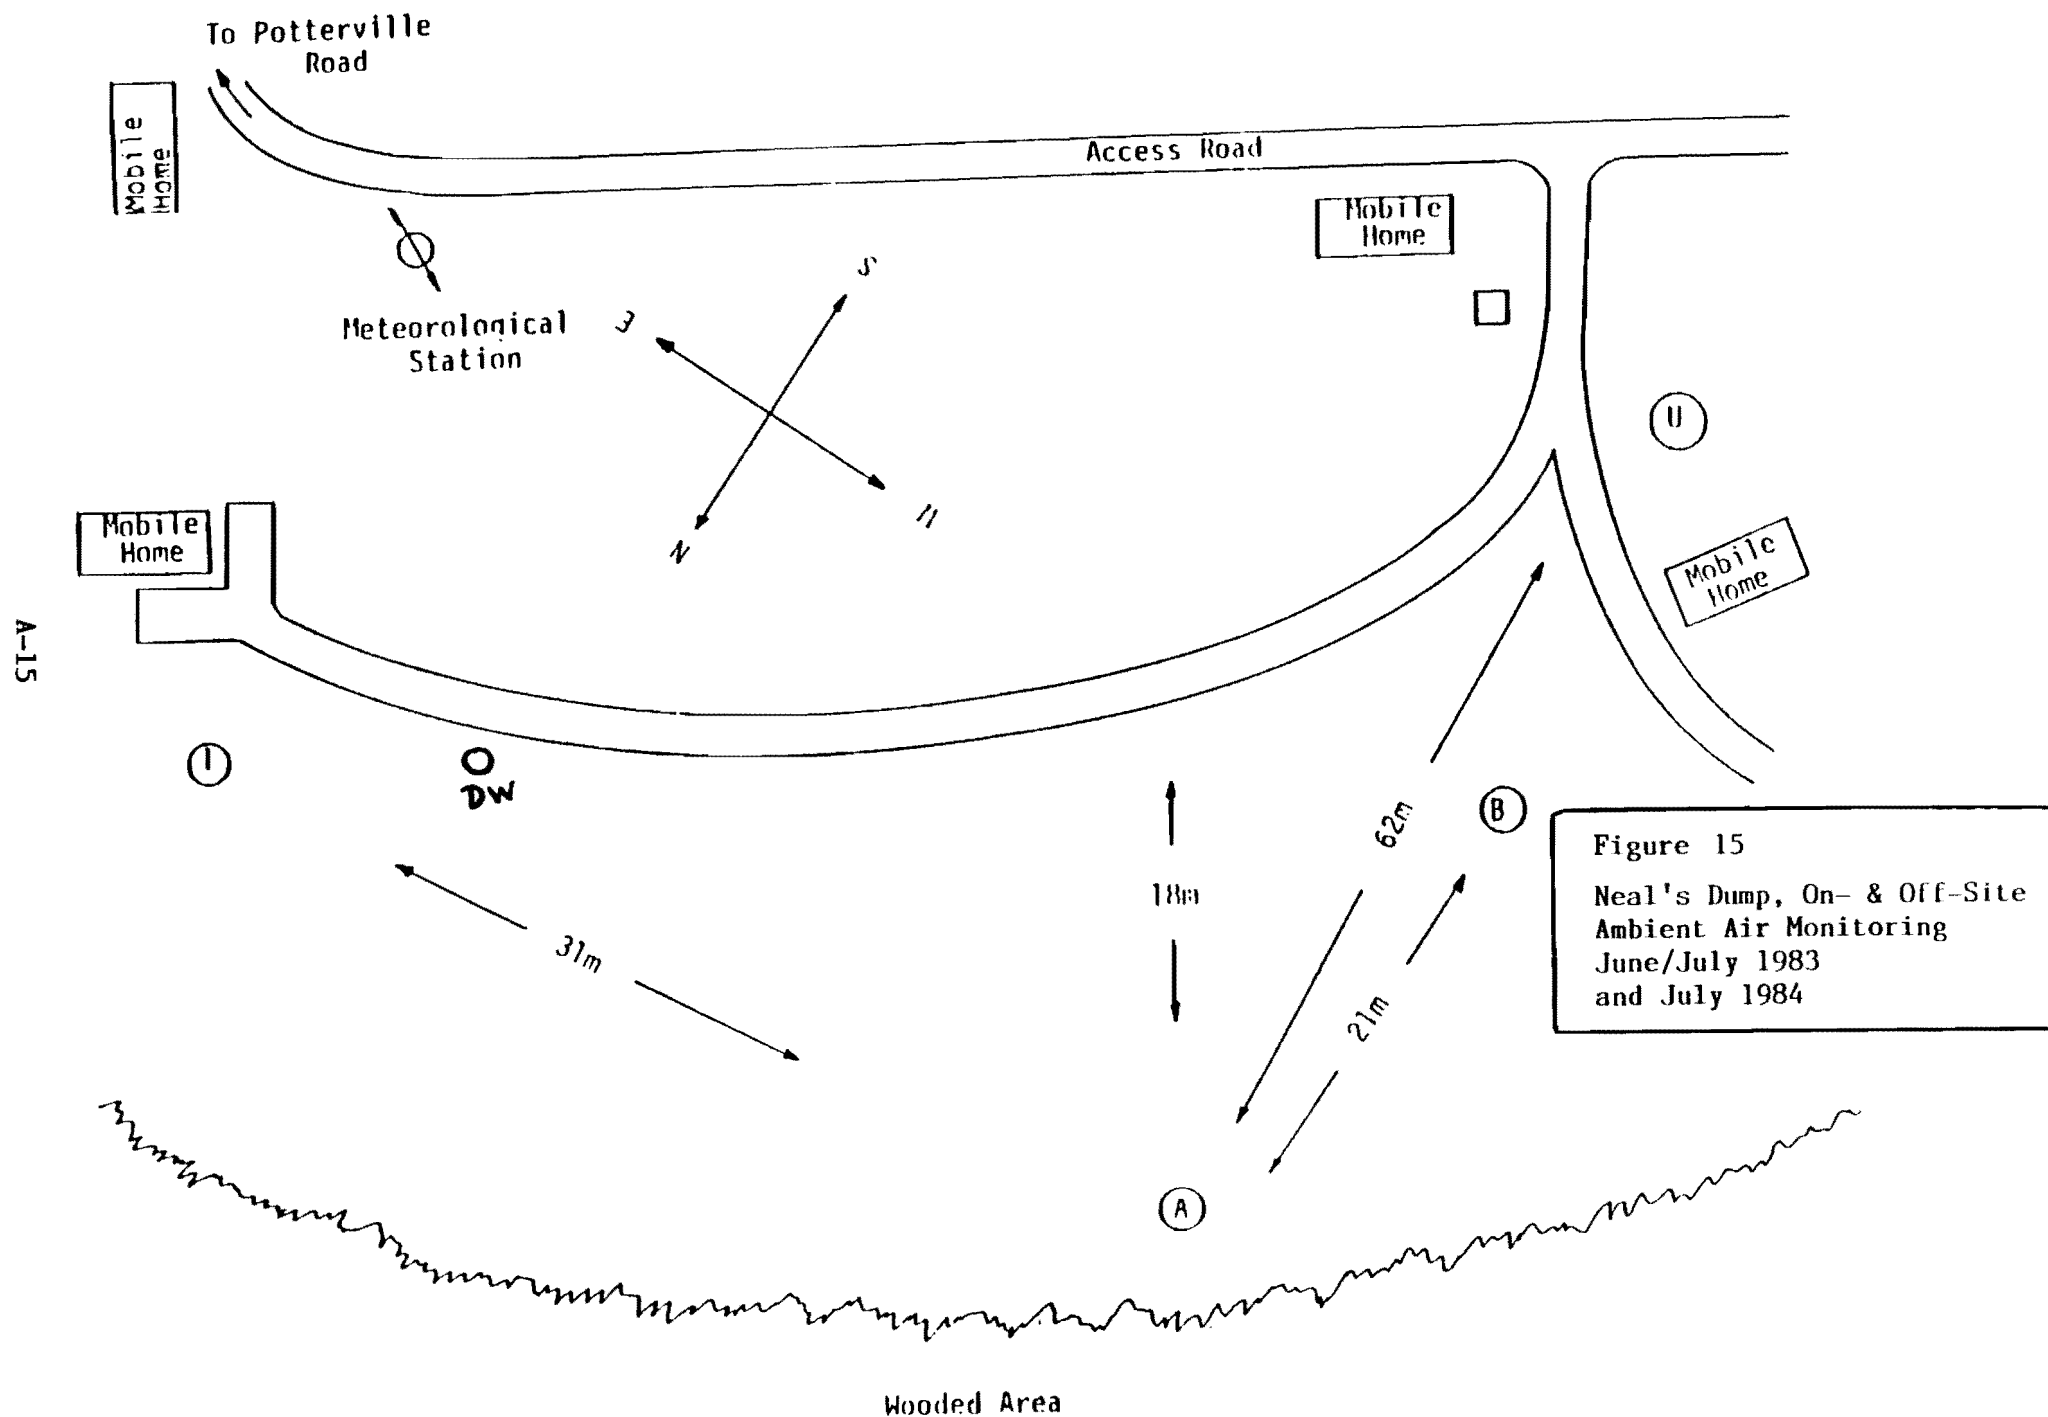 To Potterville
Road
Mobile
Home
Access Road
Mobile
Home
S
E
Meteorological
Station
W
N
U
Mobile
Home
Mobile
Home
A-15
1
DW
62m
B
18m
31m
21m
Figure 15
Neal's Dump, On- & Off-Site
Ambient Air Monitoring
June/July 1983
and July 1984
A
Wooded Area